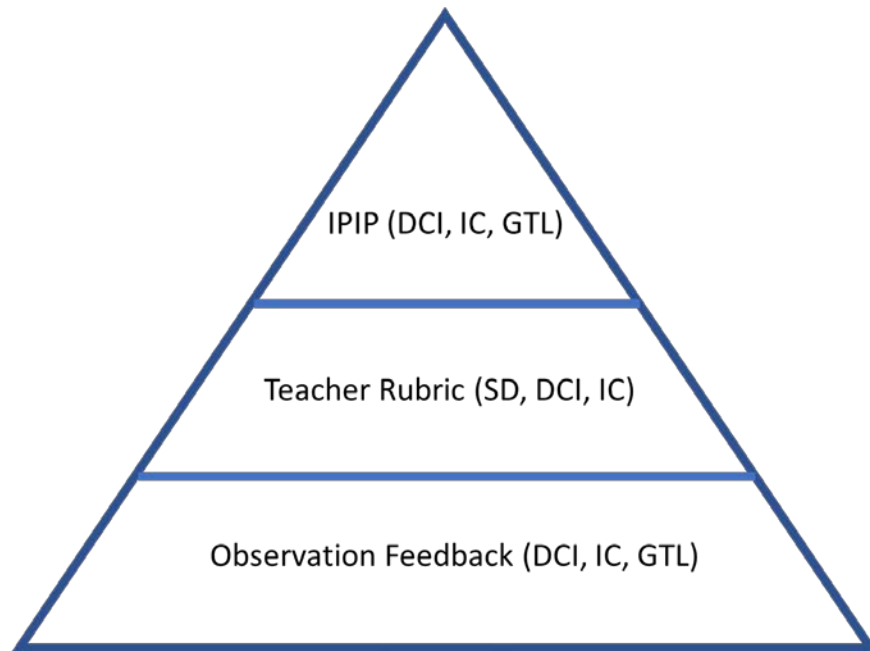 IPIP (DCI, IC, GTL)
Teacher Rubric (SD, DCI, IC)
Observation Feedback (DCI, IC, GTL)